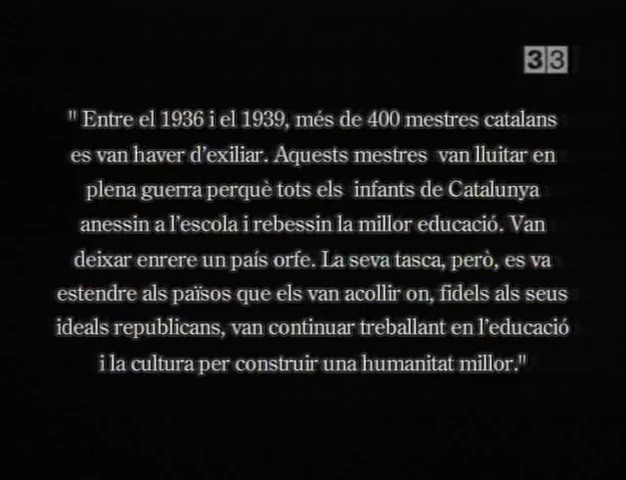 33
" Entre el 1936 i el 1939, més de 400 mestres catalans
es van haver d'exiliar. Aquests mestres van lluitar en
plena guerra perquè tots els infants de Catalunya
anessin a l'escola i rebessin la millor educació. Van
deixar enrere un país orfe. La seva tasca, però, es va
estendre als països que els van acollir on, fidels als seus
ideals republicans, van continuar treballant en l'educació
i la cultura per construir una humanitat millor."